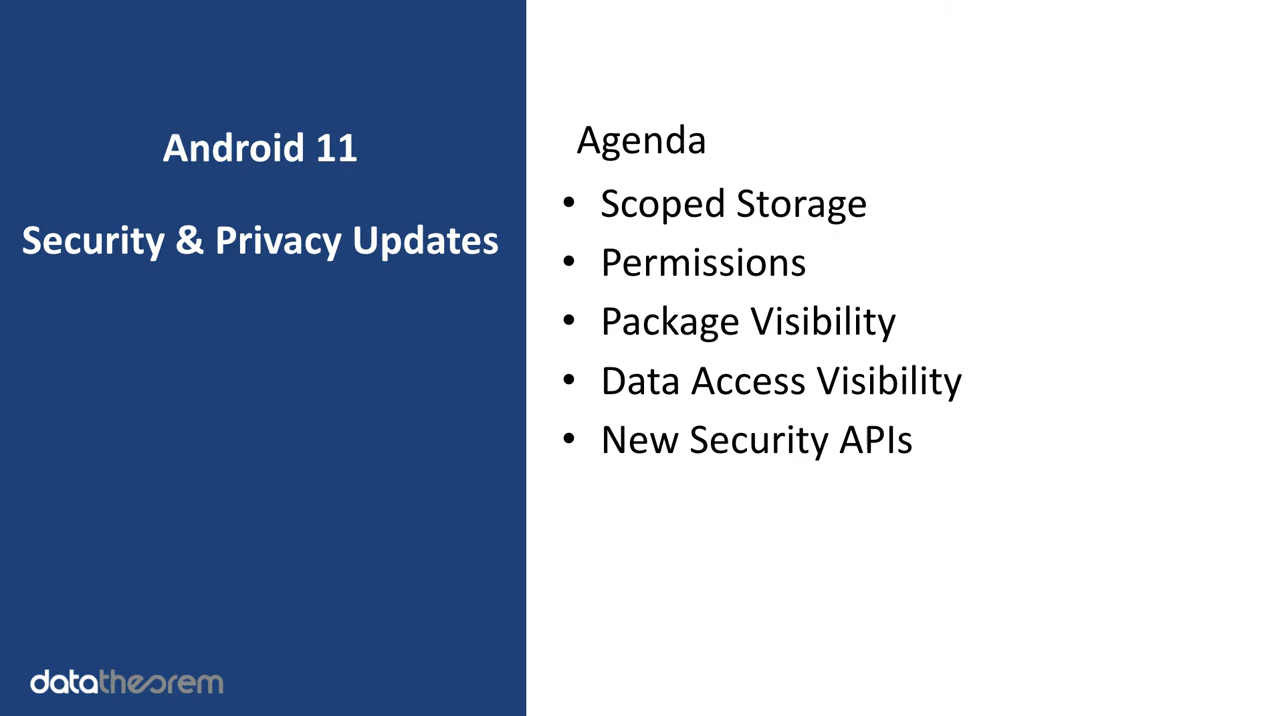 Android 11
Security & Privacy Updates
Agenda
• Scoped Storage
• Permissions
• Package Visibility
• Data Access Visibility
• New Security APIs
datatheorem